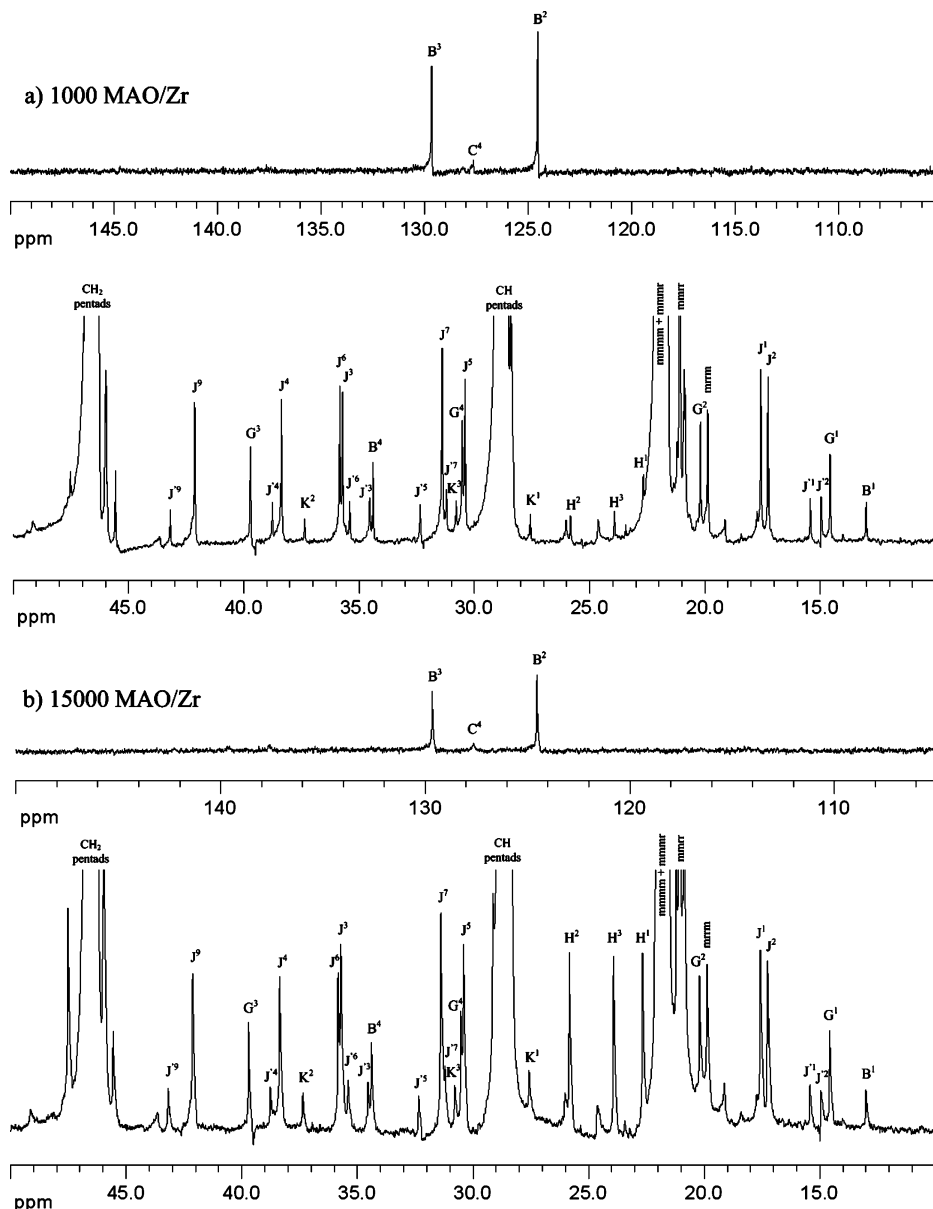 B³ B²
a) 1000 MAO/Zr
C⁴
145.0 140.0 135.0 130.0 125.0 120.0 115.0 110.0
ppm
CH₂ pentads
CH pentads
mmmm + mmmr
mmrr
J⁹ G³ J'⁹ J'⁴ J⁴ K² J⁶ J³ J'⁶ J'³ B⁴ J'⁵ J⁷ J'⁷ K³ G⁴ J⁵ K¹ H² H³ H¹ G² mrrm J¹ J² J'¹ J'² G¹ B¹
45.0 40.0 35.0 30.0 25.0 20.0 15.0
ppm
B³ B²
b) 15000 MAO/Zr
C⁴
140 130 120 110
ppm
CH₂ pentads
CH pentads
mmmm + mmmr
mmrr
J'⁹ J⁹ G³ J'⁴ J⁴ K² J⁶ J³ J'⁶ J'³ B⁴ J'⁵ J⁷ J'⁷ K³ G⁴ J⁵ K¹ H² H³ H¹ G² mrrm J¹ J² J'¹ J'² G¹ B¹
45.0 40.0 35.0 30.0 25.0 20.0 15.0
ppm